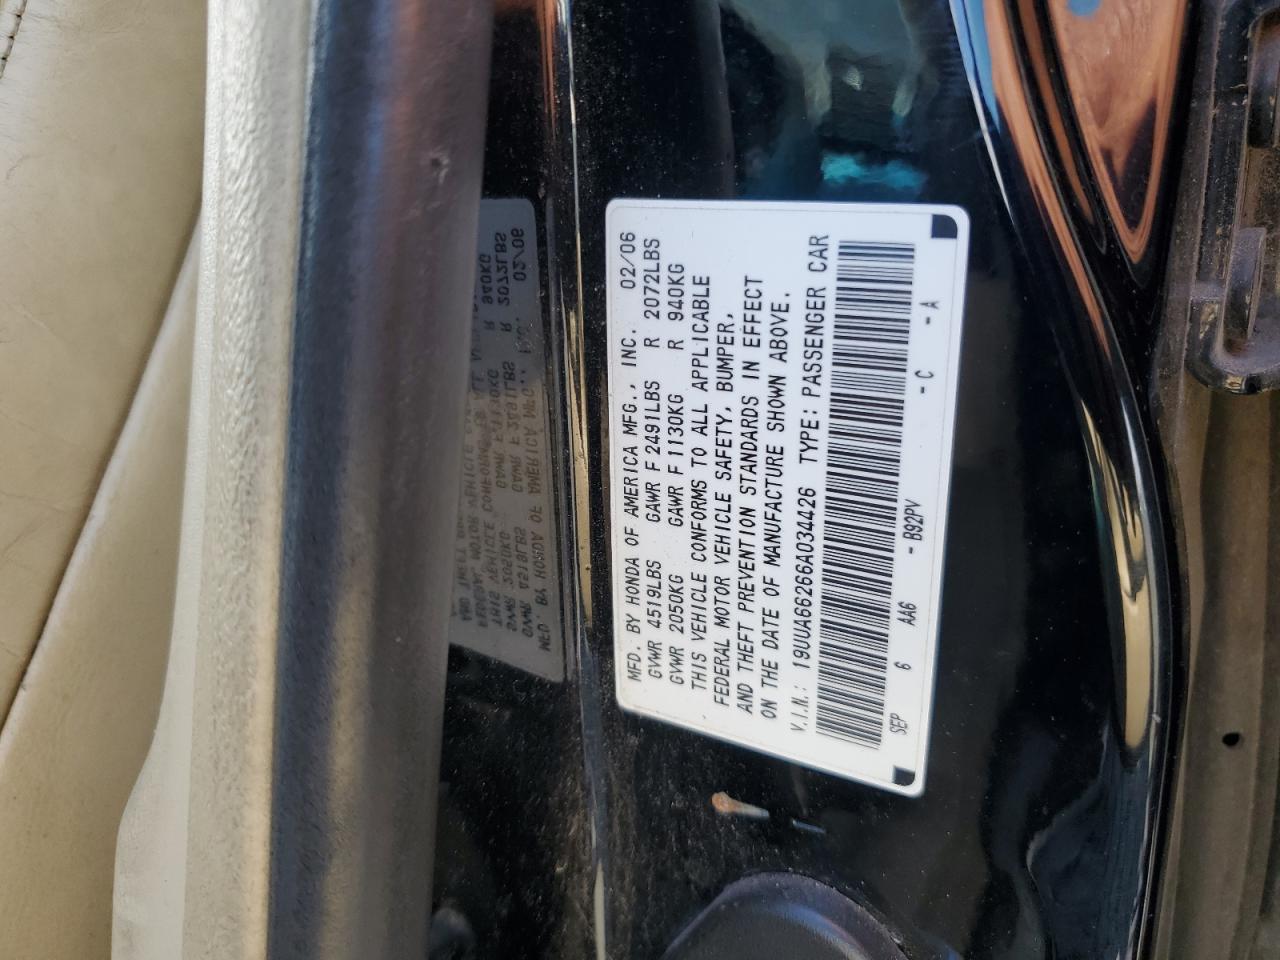 MFD. BY HONDA OF AMERICA MFG., INC. 02/06
GVWR 4519LBS GAWR F 2491LBS R 2072LBS
GVWR 2050KG GAWR F 1130KG R 940KG
THIS VEHICLE CONFORMS TO ALL APPLICABLE
FEDERAL MOTOR VEHICLE SAFETY, BUMPER,
AND THEFT PREVENTION STANDARDS IN EFFECT
ON THE DATE OF MANUFACTURE SHOWN ABOVE.
V.I.N.: 19UUA66266A034426 TYPE: PASSENGER CAR
SEP 6 AA6 - B92PV - C - A